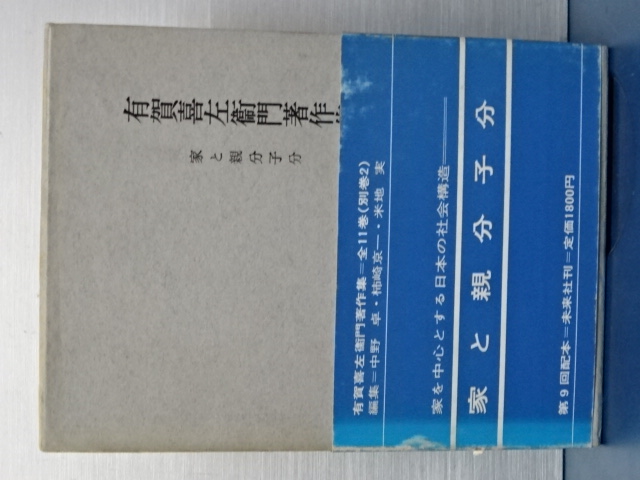 有賀喜左衞門著作
家と親分子分
有賀喜左衞門著作集＝全11巻(別巻2)
編集＝中野 卓・柿崎京一・米地 実
家を中心とする日本の社会構造
家と親分子分
第9回配本＝未来社刊＝定価1800円